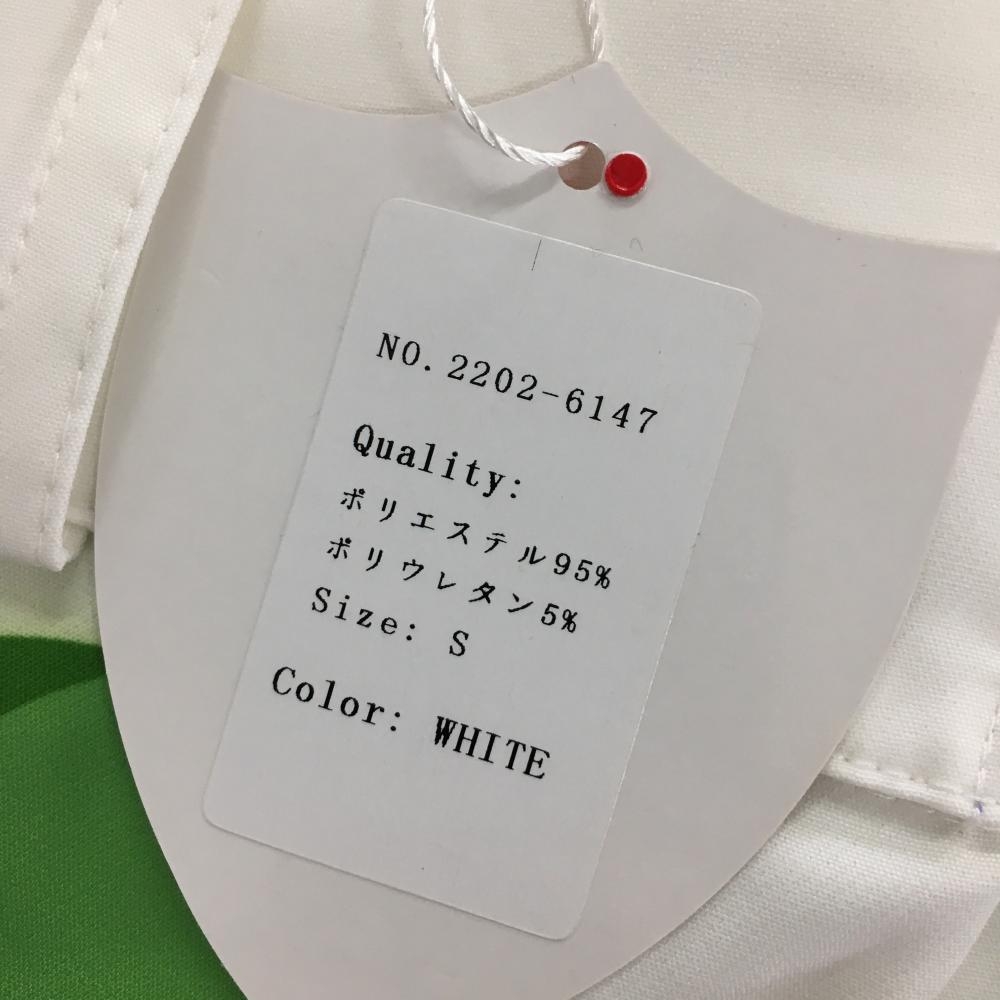 NO.2202-6147
Quality:
ポリエステル95%
ポリウレタン5%
Size: S
Color: WHITE